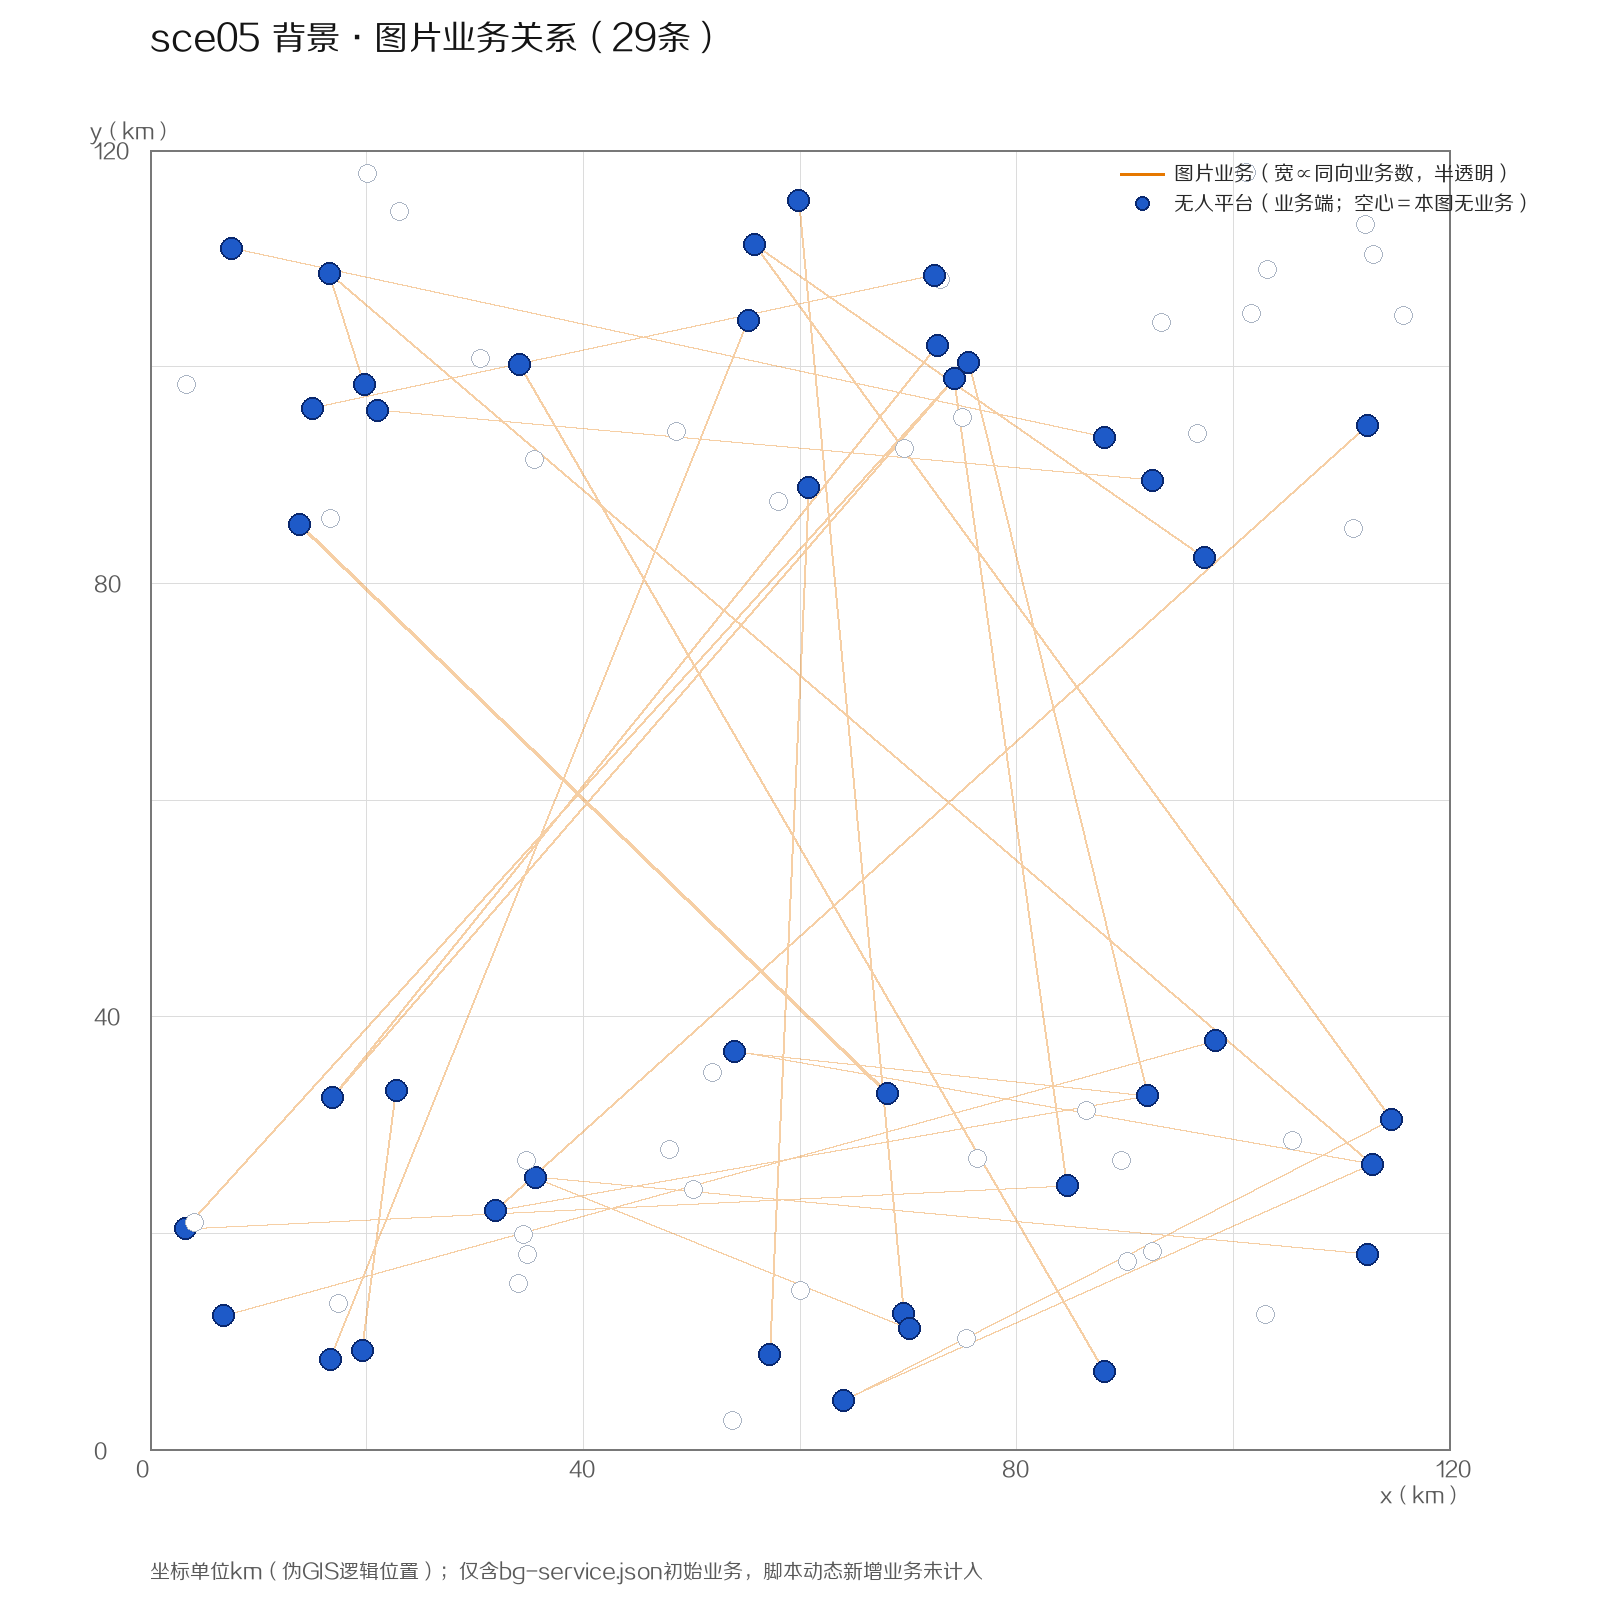 sce05 背景·图片业务关系（29条）
y（km）
120
图片业务（宽∝同向业务数，半透明）
无人平台（业务端；空心＝本图无业务）
80
40
0
0 40 80 120
x（km）
坐标单位km（伪GIS逻辑位置）；仅含bg-service.json初始业务，脚本动态新增业务未计入